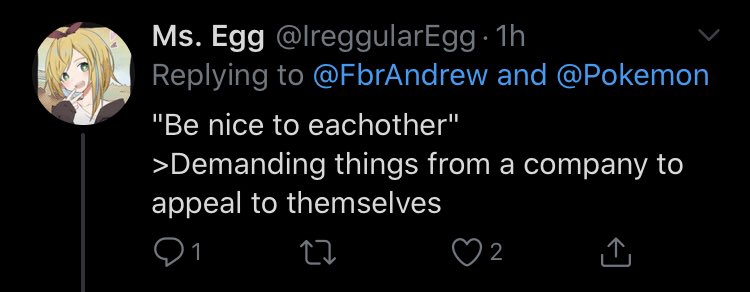 Ms. Egg @IreggularEgg · 1h
Replying to @FbrAndrew and @Pokemon
"Be nice to eachother"
>Demanding things from a company to
appeal to themselves
1 2